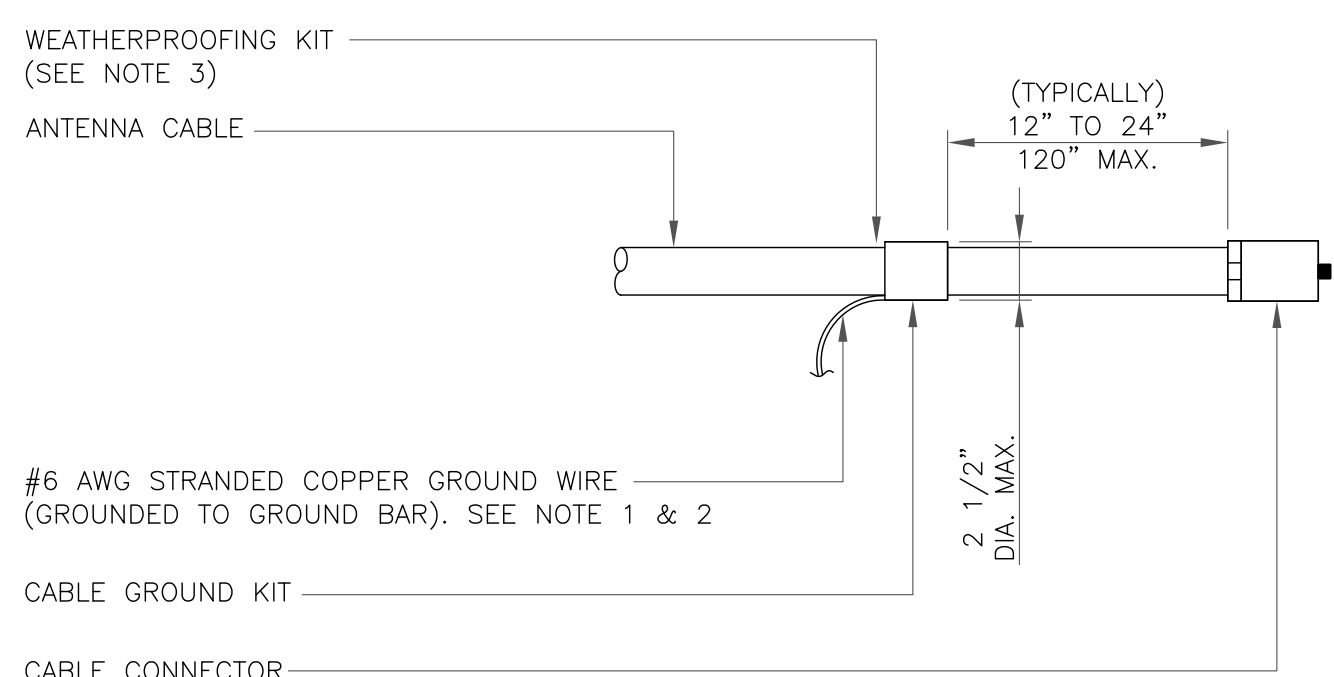 WEATHERPROOFING KIT
(SEE NOTE 3)
ANTENNA CABLE
(TYPICALLY)
12” TO 24”
120” MAX.
#6 AWG STRANDED COPPER GROUND WIRE
(GROUNDED TO GROUND BAR). SEE NOTE 1 & 2
2 1/2”
DIA. MAX.
CABLE GROUND KIT
CABLE CONNECTOR